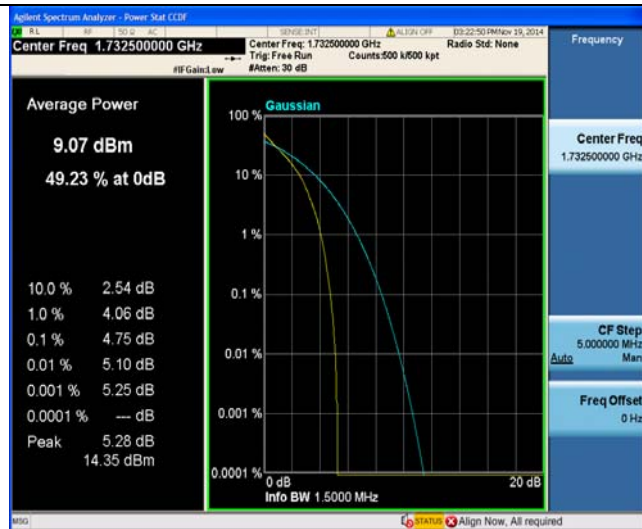 Agilent Spectrum Analyzer - Power Stat CCDF
RL RF 50 Ω AC SENSE:INT ALIGN OFF 03:22:50 PM Nov 19, 2014
Center Freq 1.732500000 GHz
Center Freq: 1.732500000 GHz Radio Std: None
Trig: Free Run Counts:500 k/500 kpt
#IFGain:Low #Atten: 30 dB
Frequency
Average Power
9.07 dBm
49.23 % at 0dB
10.0 % 2.54 dB
1.0 % 4.06 dB
0.1 % 4.75 dB
0.01 % 5.10 dB
0.001 % 5.25 dB
0.0001 % --- dB
Peak 5.28 dB
14.35 dBm
Gaussian
100 %
10 %
1 %
0.1 %
0.01 %
0.001 %
0.0001 %
0 dB 20 dB
Info BW 1.5000 MHz
Center Freq
1.732500000 GHz
CF Step
5.000000 MHz
Auto Man
Freq Offset
0 Hz
MSG STATUS Align Now, All required